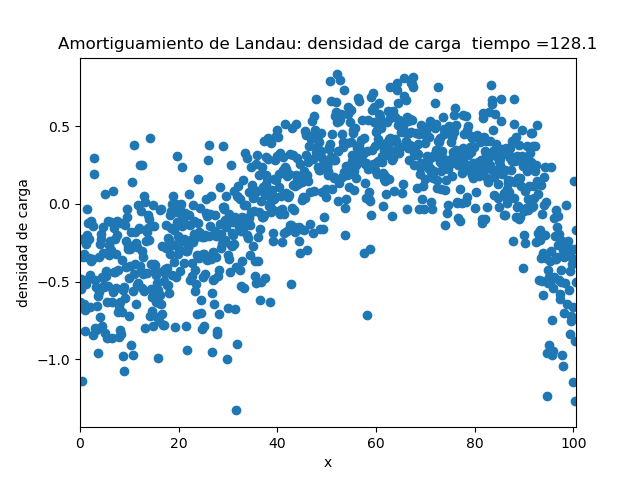 Amortiguamiento de Landau: densidad de carga  tiempo =128.1
densidad de carga
0.5
0.0
−0.5
−1.0
0 20 40 60 80 100
x